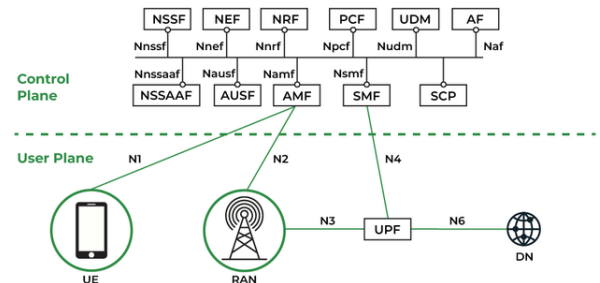 NSSF NEF NRF PCF UDM AF
Nnssf Nnef Nnrf Npcf Nudm Naf
Nnssaaf Nausf Namf Nsmf
NSSAAF AUSF AMF SMF SCP
Control
Plane
User Plane
N1 N2 N4
N3 N6
UPF
UE RAN DN